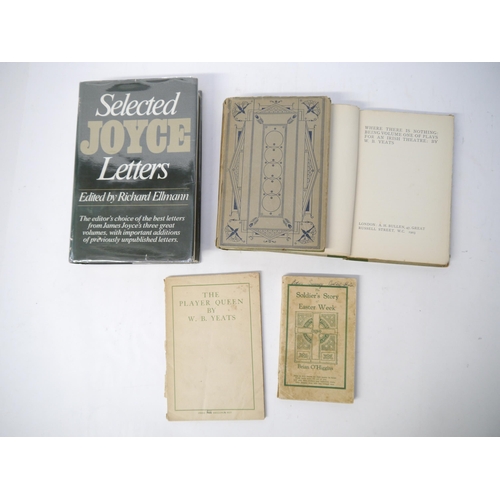 Selected
JOYCE
Letters
Edited by Richard Ellmann
The editor's choice of the best letters
from James Joyce's three great
volumes, with important additions
of previously unpublished letters.
WHERE THERE IS NOTHING:
BEING VOLUME ONE OF PLAYS
FOR AN IRISH THEATRE: BY
W. B. YEATS
LONDON: A. H. BULLEN, 47 GREAT
RUSSELL STREET, W.C. 1903
THE
PLAYER QUEEN
BY
W. B. YEATS
Soldier's Story
of
Easter Week
Brian O'Higgins